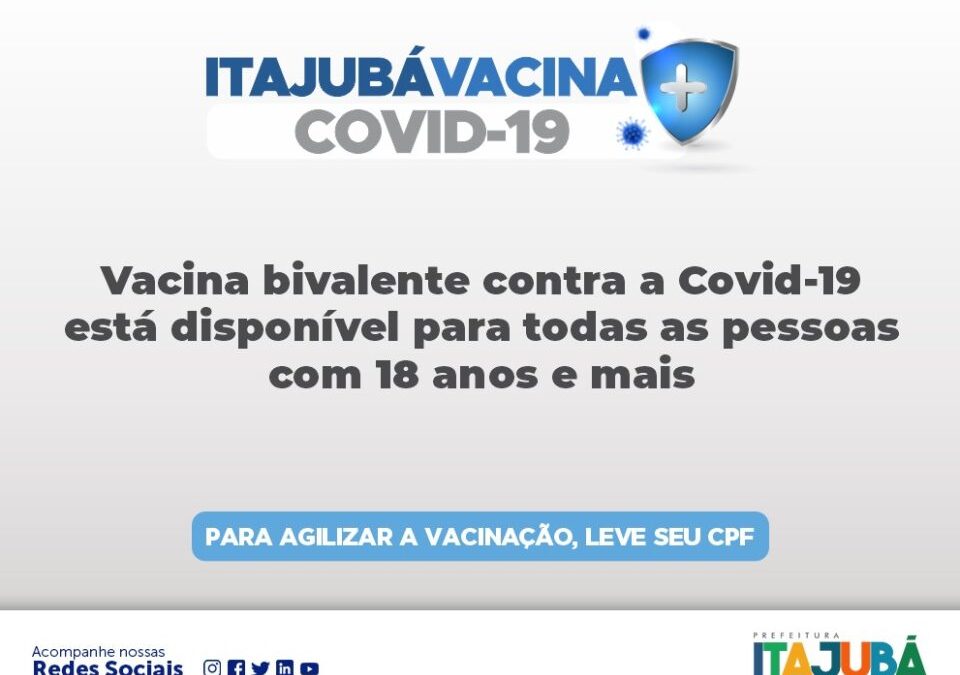 ITAJUBÁVACINA
COVID-19
Vacina bivalente contra a Covid-19
está disponível para todas as pessoas
com 18 anos e mais
PARA AGILIZAR A VACINAÇÃO, LEVE SEU CPF
Acompanhe nossas
Redes Sociais
PREFEITURA
ITAJUBÁ